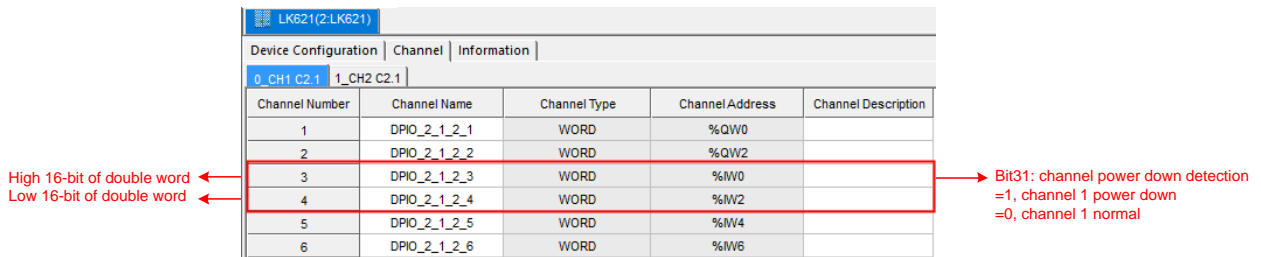 LK621(2:LK621)
Device Configuration Channel Information
0_CH1 C2.1 1_CH2 C2.1
Channel Number Channel Name Channel Type Channel Address Channel Description
1 DPIO_2_1_2_1 WORD %QW0
2 DPIO_2_1_2_2 WORD %QW2
3 DPIO_2_1_2_3 WORD %IW0
4 DPIO_2_1_2_4 WORD %IW2
5 DPIO_2_1_2_5 WORD %IW4
6 DPIO_2_1_2_6 WORD %IW6
High 16-bit of double word
Low 16-bit of double word
Bit31: channel power down detection
=1, channel 1 power down
=0, channel 1 normal